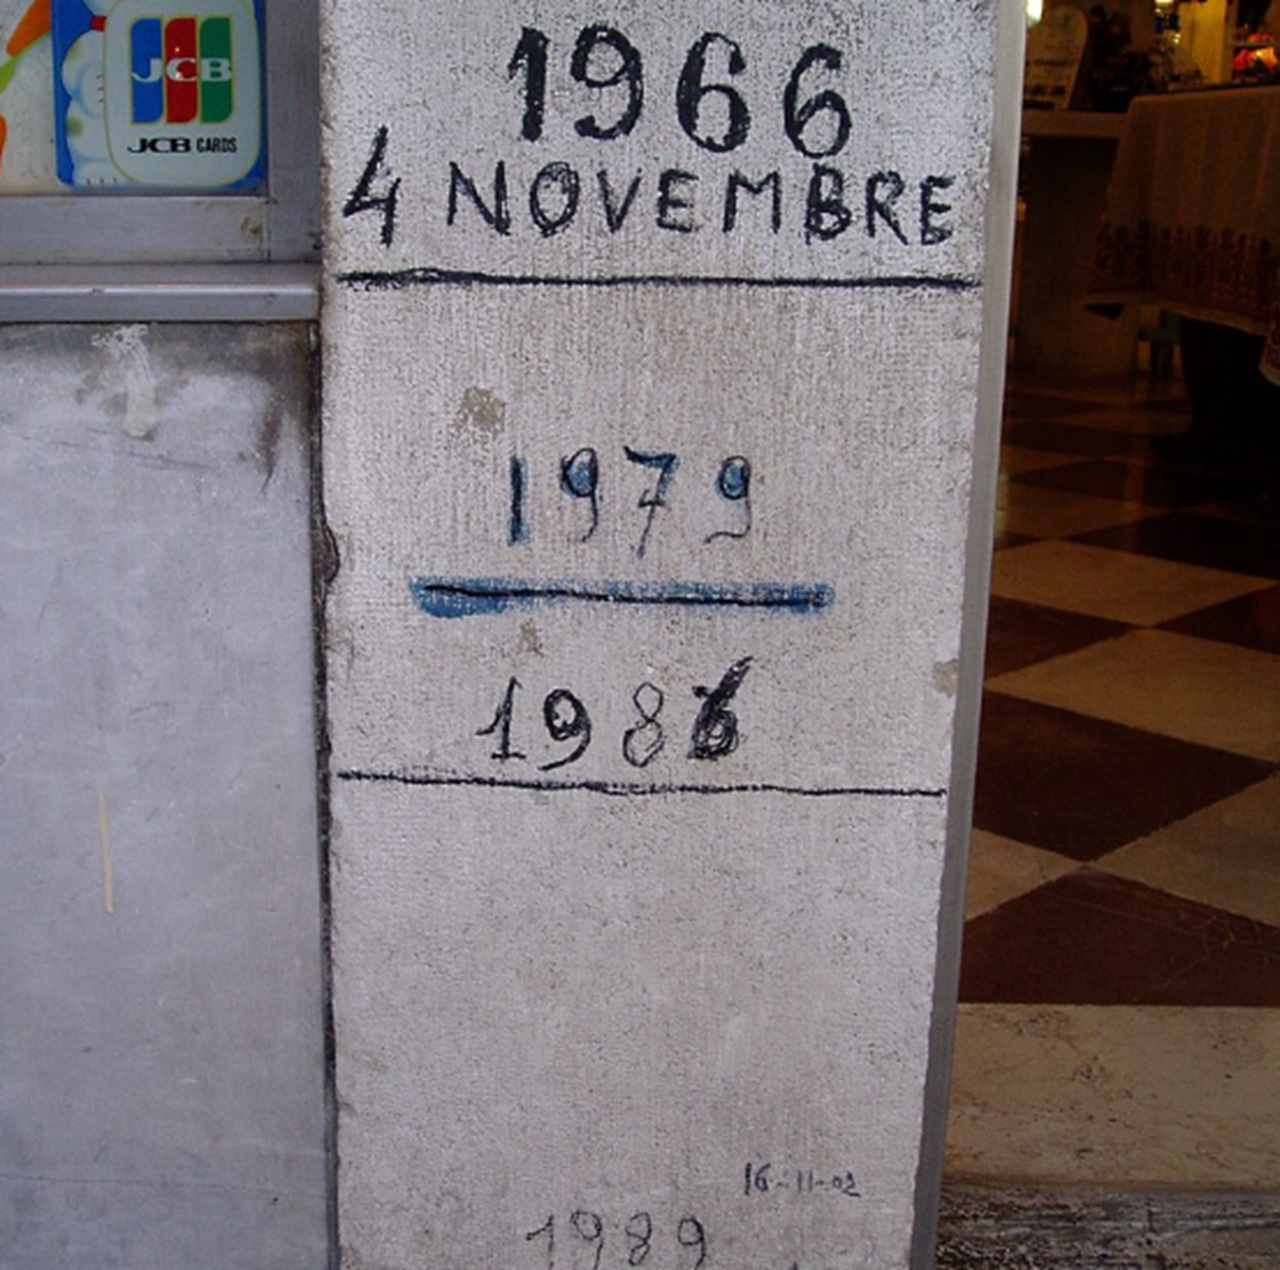 JCB
JCB CARDS
1966
4 NOVEMBRE
1979
1986
16-11-02
1989